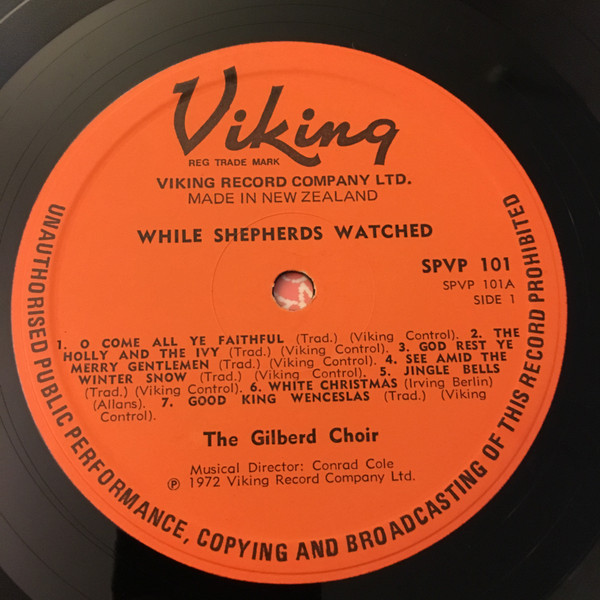 Viking
REG TRADE MARK
VIKING RECORD COMPANY LTD.
MADE IN NEW ZEALAND
WHILE SHEPHERDS WATCHED
SPVP 101
SPVP 101A
SIDE 1
1. O COME ALL YE FAITHFUL (Trad.) (Viking Control). 2. THE
HOLLY AND THE IVY (Trad.) (Viking Control). 3. GOD REST YE
MERRY GENTLEMEN (Trad.) (Viking Control). 4. SEE AMID THE
WINTER SNOW (Trad.) (Viking Control). 5. JINGLE BELLS
(Trad.) (Viking Control). 6. WHITE CHRISTMAS (Irving Berlin)
(Allans). 7. GOOD KING WENCESLAS (Trad.) (Viking
Control).
The Gilberd Choir
Musical Director: Conrad Cole
℗ 1972 Viking Record Company Ltd.
UNAUTHORISED PUBLIC PERFORMANCE, COPYING AND BROADCASTING OF THIS RECORD PROHIBITED